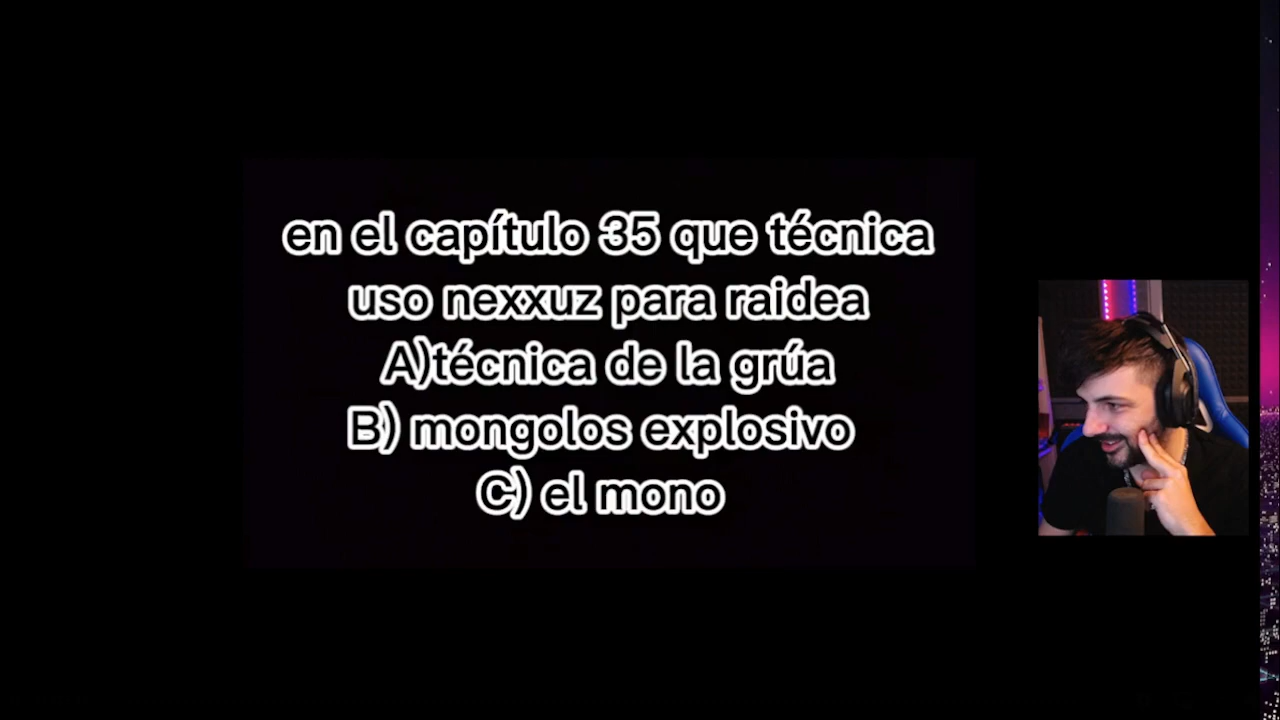 en el capítulo 35 que técnica
uso nexxuz para raidea
A)técnica de la grúa
B) mongolos explosivo
C) el mono